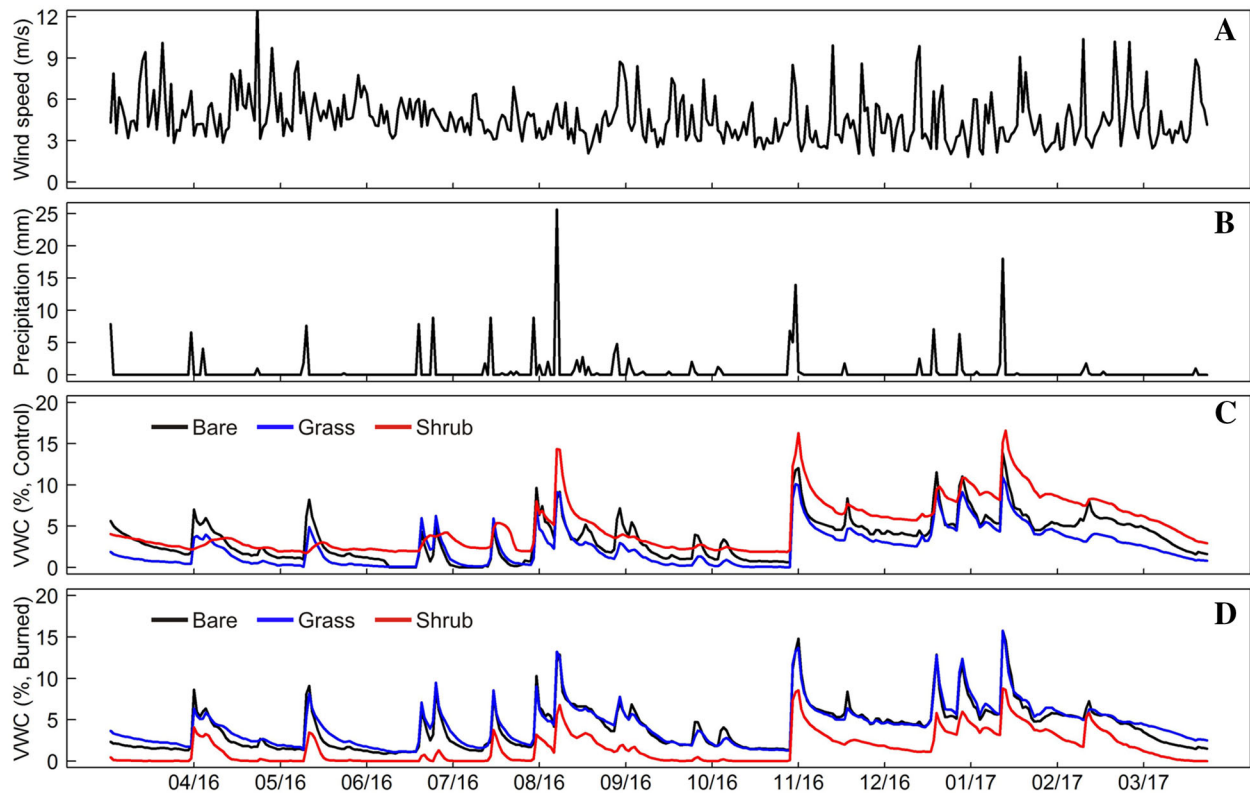 A
Wind speed (m/s)
12
9
6
3
0
B
Precipitation (mm)
25
20
15
10
5
0
C
VWC (%, Control)
20
15
10
5
0
Bare Grass Shrub
D
VWC (%, Burned)
20
15
10
5
0
Bare Grass Shrub
04/16 05/16 06/16 07/16 08/16 9/16 10/16 11/16 12/16 01/17 02/17 03/17